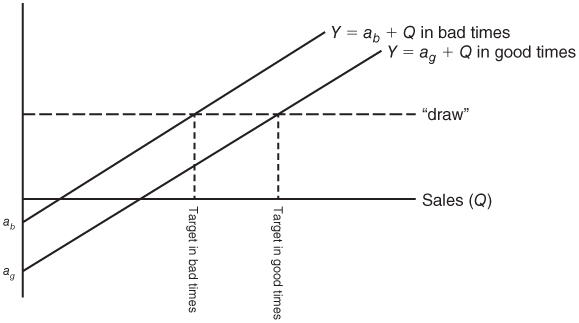 Y = a_b + Q in bad times
Y = a_g + Q in good times
“draw”
Sales (Q)
a_b
a_g
Target in bad times
Target in good times